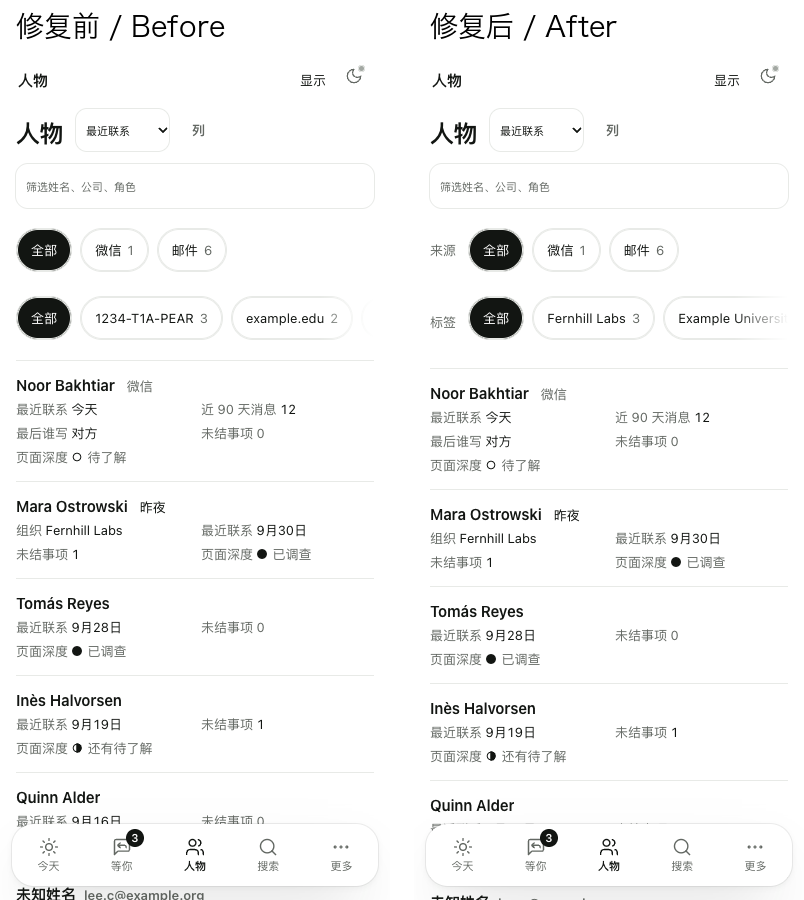 修复前 / Before
人物
显示
人物
最近联系
列
筛选姓名、公司、角色
全部
微信 1
邮件 6
全部
1234-T1A-PEAR 3
example.edu 2
Noor Bakhtiar 微信
最近联系 今天
近 90 天消息 12
最后谁写 对方
未结事项 0
页面深度 待了解
Mara Ostrowski 昨夜
组织 Fernhill Labs
最近联系 9月30日
未结事项 1
页面深度 已调查
Tomás Reyes
最近联系 9月28日
未结事项 0
页面深度 已调查
Inès Halvorsen
最近联系 9月19日
未结事项 1
页面深度 还有待了解
Quinn Alder
最近联系 9月16日
未结事项 0
今天
3
等你
人物
搜索
更多
未知姓名 lee.c@example.org
修复后 / After
人物
显示
人物
最近联系
列
筛选姓名、公司、角色
来源
全部
微信 1
邮件 6
标签
全部
Fernhill Labs 3
Example Universi
Noor Bakhtiar 微信
最近联系 今天
近 90 天消息 12
最后谁写 对方
未结事项 0
页面深度 待了解
Mara Ostrowski 昨夜
组织 Fernhill Labs
最近联系 9月30日
未结事项 1
页面深度 已调查
Tomás Reyes
最近联系 9月28日
未结事项 0
页面深度 已调查
Inès Halvorsen
最近联系 9月19日
未结事项 1
页面深度 还有待了解
Quinn Alder
今天
3
等你
人物
搜索
更多